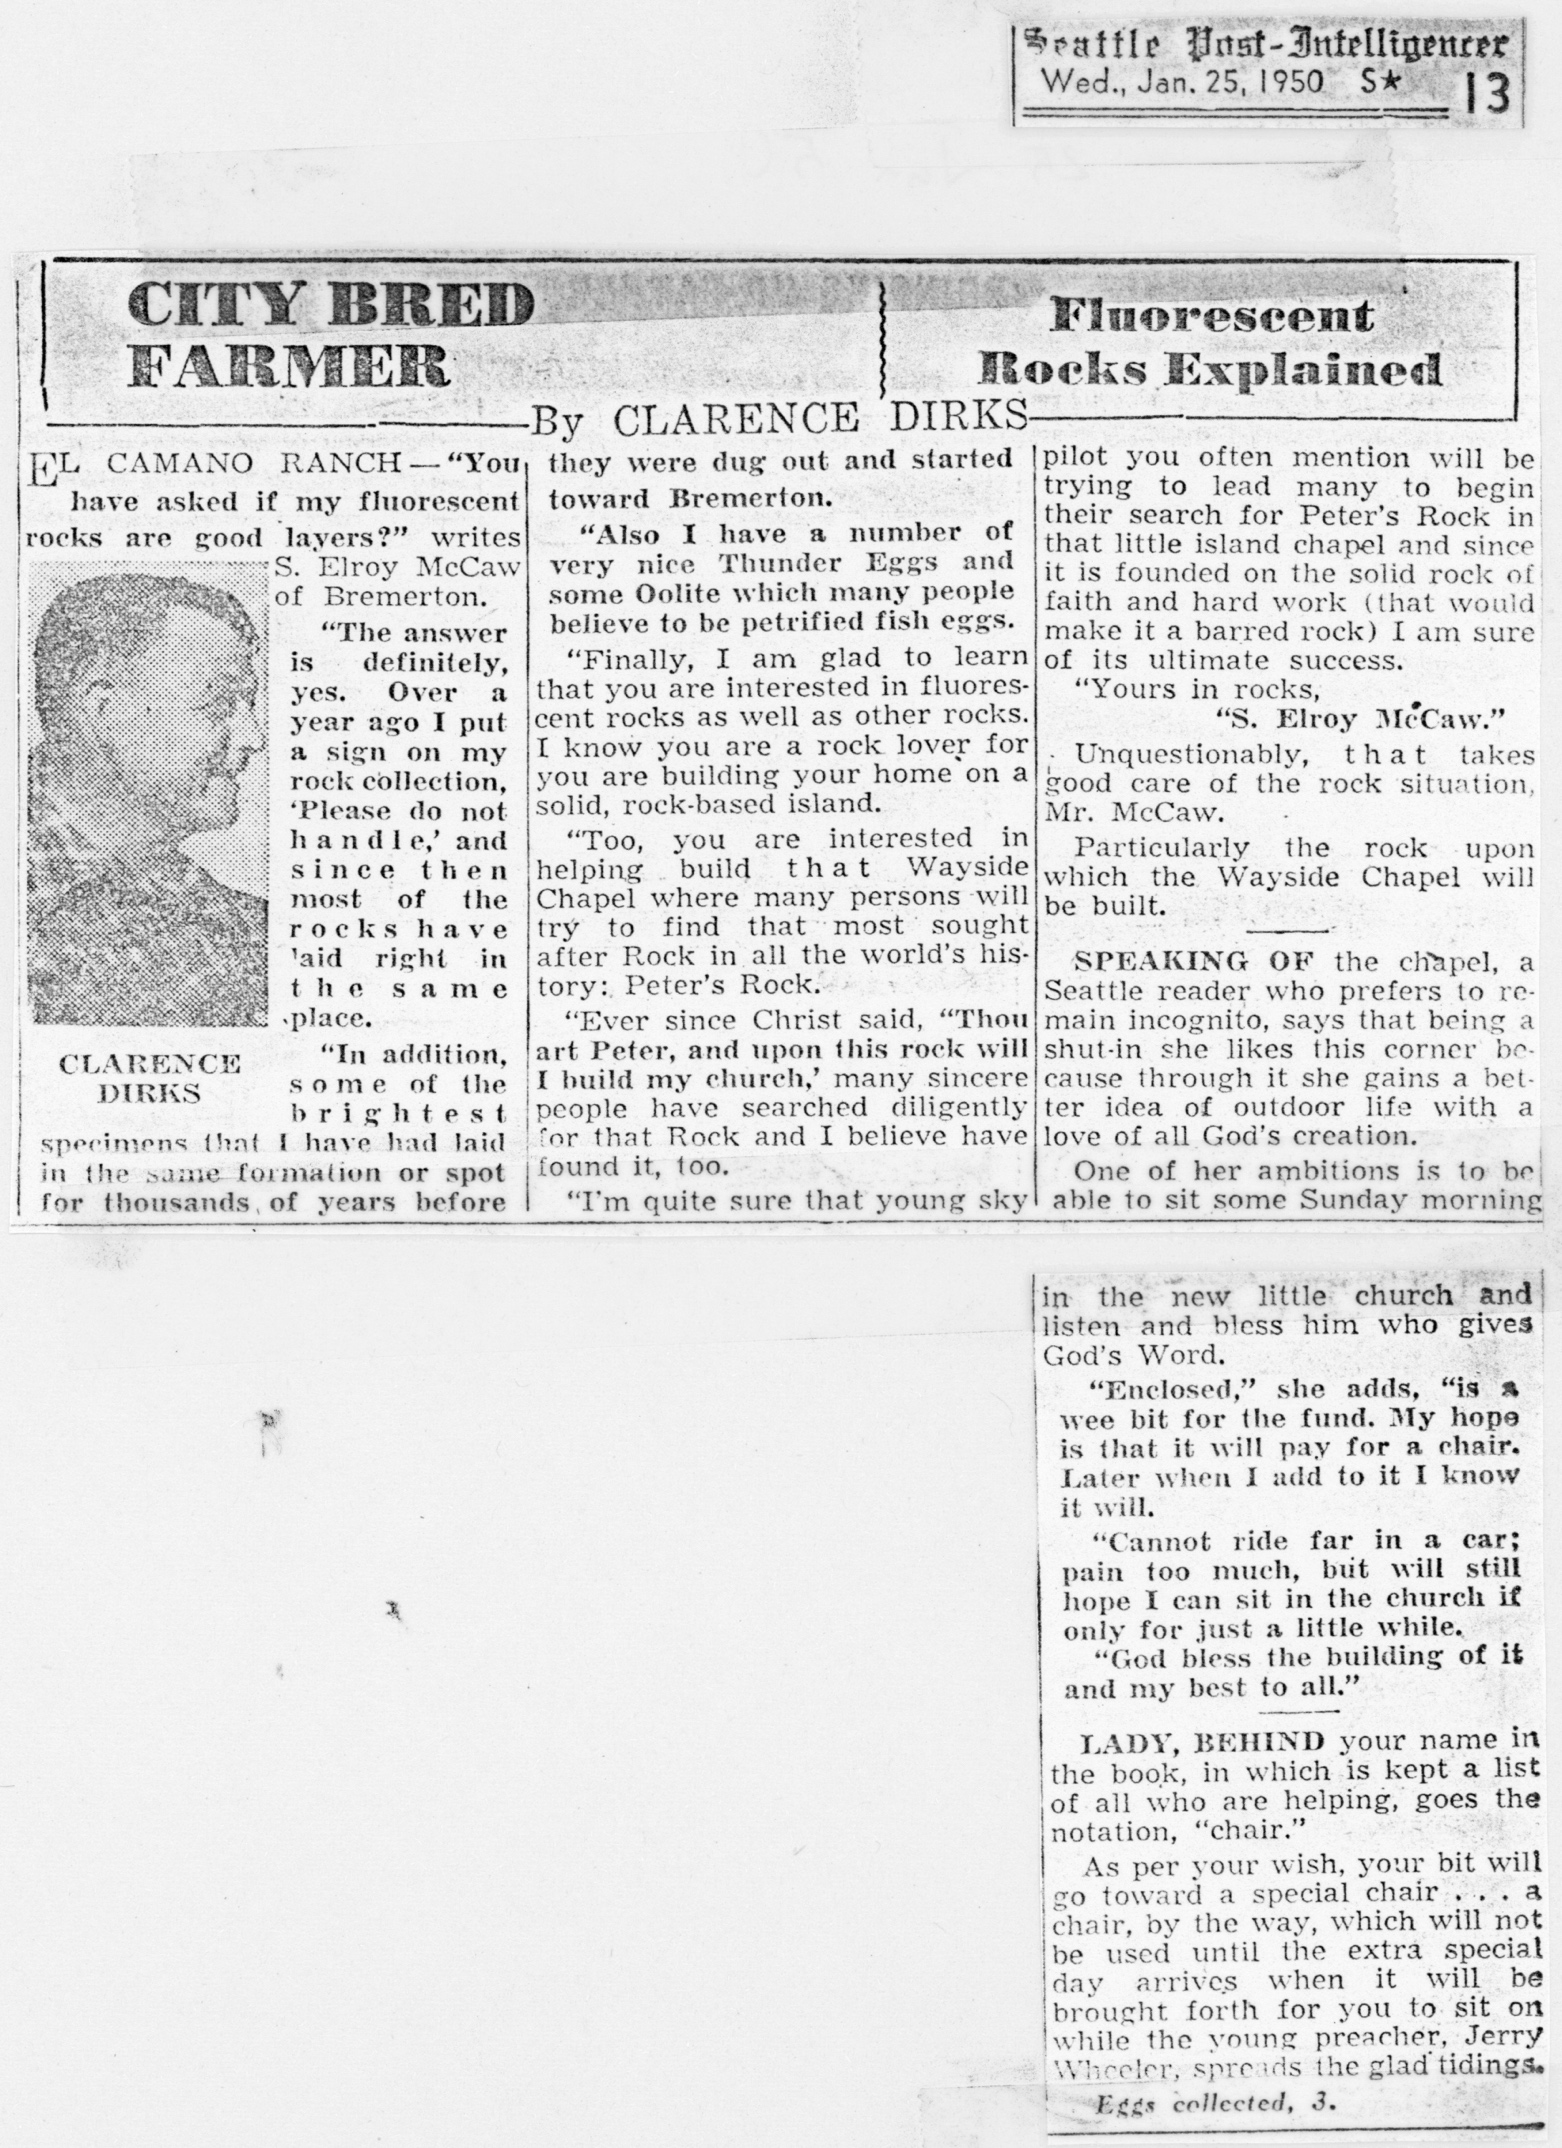 Seattle Post-Intelligencer
Wed., Jan. 25, 1950 S★ 13
CITY BRED
FARMER
Fluorescent
Rocks Explained
By CLARENCE DIRKS
EL CAMANO RANCH — “You
have asked if my fluorescent
rocks are good layers?” writes
S. Elroy McCaw
of Bremerton.
“The answer
is definitely,
yes. Over a
year ago I put
a sign on my
rock collection,
‘Please do not
handle,’ and
since then
most of the
rocks have
laid right in
the same
place.
CLARENCE
DIRKS
“In addition,
some of the
brightest
specimens that I have had laid
in the same formation or spot
for thousands of years before
they were dug out and started
toward Bremerton.
“Also I have a number of
very nice Thunder Eggs and
some Oolite which many people
believe to be petrified fish eggs.
“Finally, I am glad to learn
that you are interested in fluores-
cent rocks as well as other rocks.
I know you are a rock lover for
you are building your home on a
solid, rock-based island.
“Too, you are interested in
helping build that Wayside
Chapel where many persons will
try to find that most sought
after Rock in all the world’s his-
tory: Peter’s Rock.
“Ever since Christ said, “Thou
art Peter, and upon this rock will
I build my church,’ many sincere
people have searched diligently
for that Rock and I believe have
found it, too.
“I’m quite sure that young sky
pilot you often mention will be
trying to lead many to begin
their search for Peter’s Rock in
that little island chapel and since
it is founded on the solid rock of
faith and hard work (that would
make it a barred rock) I am sure
of its ultimate success.
“Yours in rocks,
“S. Elroy McCaw.”
Unquestionably, that takes
good care of the rock situation,
Mr. McCaw.
Particularly the rock upon
which the Wayside Chapel will
be built.
SPEAKING OF the chapel, a
Seattle reader who prefers to re-
main incognito, says that being a
shut-in she likes this corner be-
cause through it she gains a bet-
ter idea of outdoor life with a
love of all God’s creation.
One of her ambitions is to be
able to sit some Sunday morning
in the new little church and
listen and bless him who gives
God’s Word.
“Enclosed,” she adds, “is a
wee bit for the fund. My hope
is that it will pay for a chair.
Later when I add to it I know
it will.
“Cannot ride far in a car;
pain too much, but will still
hope I can sit in the church if
only for just a little while.
“God bless the building of it
and my best to all.”
LADY, BEHIND your name in
the book, in which is kept a list
of all who are helping, goes the
notation, “chair.”
As per your wish, your bit will
go toward a special chair . . . a
chair, by the way, which will not
be used until the extra special
day arrives when it will be
brought forth for you to sit on
while the young preacher, Jerry
Wheeler, spreads the glad tidings.
Eggs collected, 3.